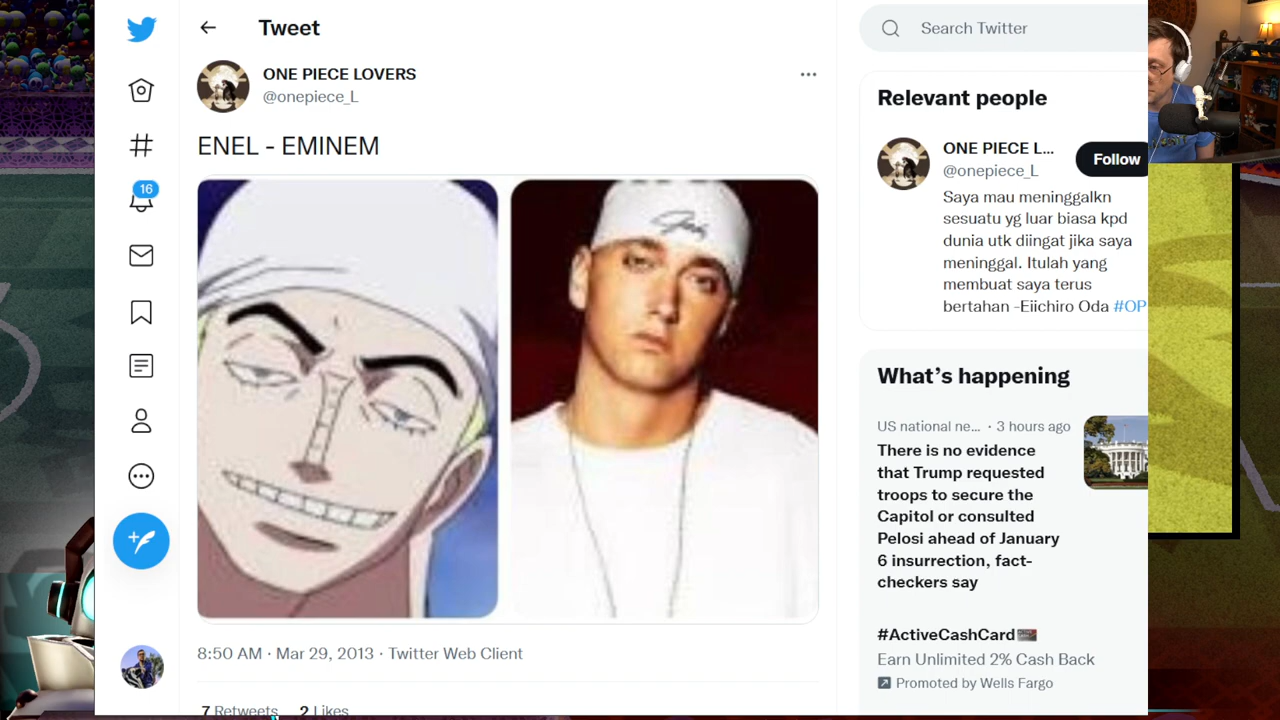 Tweet
ONE PIECE LOVERS
@onepiece_L
ENEL - EMINEM
8:50 AM · Mar 29, 2013 · Twitter Web Client
7 Retweets 2 Likes
16
Search Twitter
Relevant people
ONE PIECE L...
@onepiece_L
Follow
Saya mau meninggalkn
sesuatu yg luar biasa kpd
dunia utk diingat jika saya
meninggal. Itulah yang
membuat saya terus
bertahan -Eiichiro Oda #OP
What's happening
US national ne... · 3 hours ago
There is no evidence
that Trump requested
troops to secure the
Capitol or consulted
Pelosi ahead of January
6 insurrection, fact-
checkers say
#ActiveCashCard
Earn Unlimited 2% Cash Back
Promoted by Wells Fargo